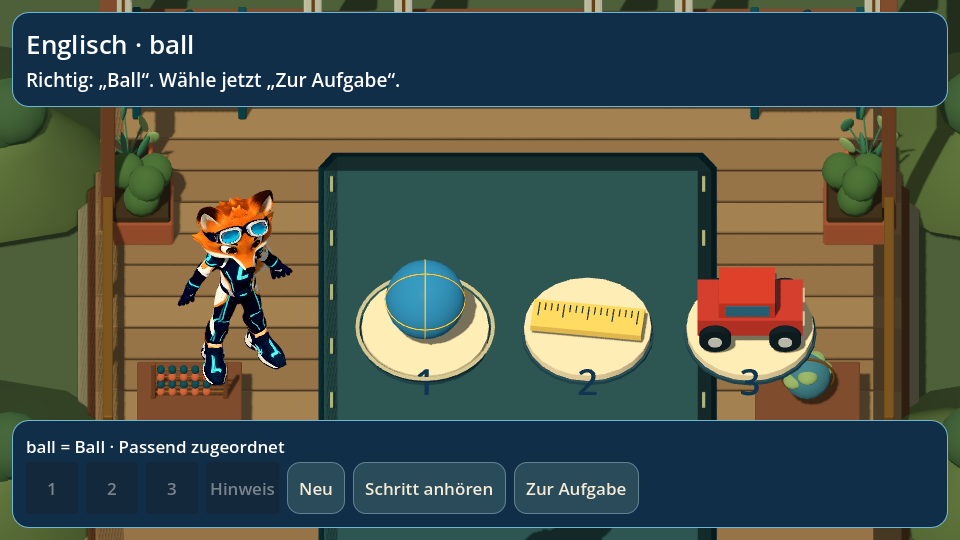 Englisch · ball
Richtig: „Ball“. Wähle jetzt „Zur Aufgabe“.
1
2
3
ball = Ball · Passend zugeordnet
1 2 3 Hinweis Neu Schritt anhören Zur Aufgabe